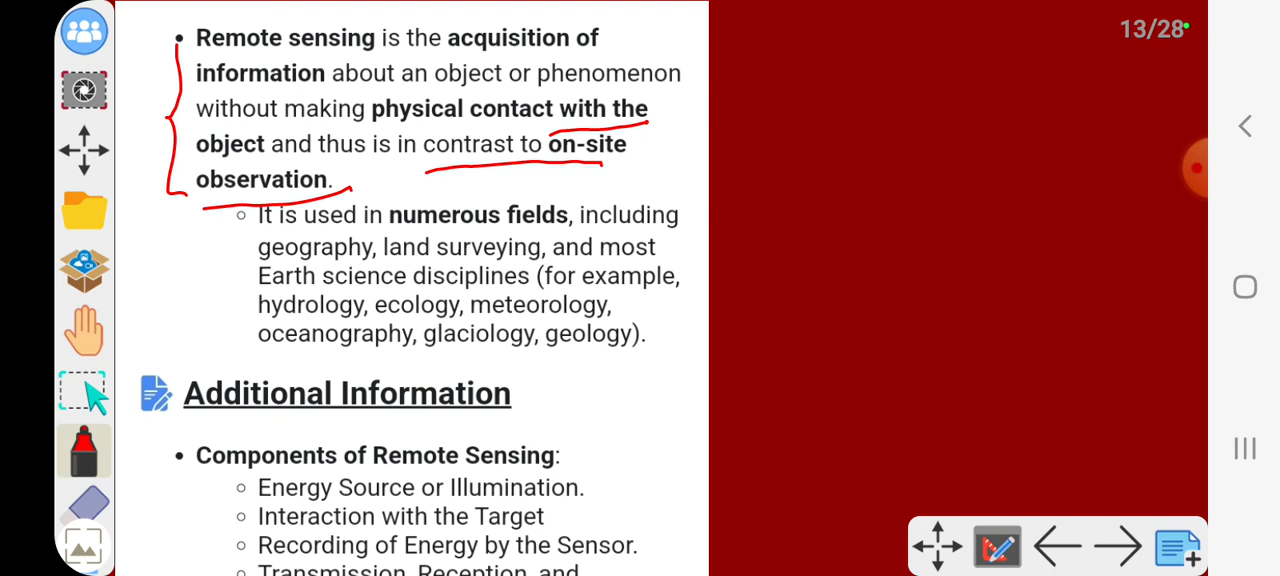 13/28
• Remote sensing is the acquisition of
information about an object or phenomenon
without making physical contact with the
object and thus is in contrast to on-site
observation.
○ It is used in numerous fields, including
geography, land surveying, and most
Earth science disciplines (for example,
hydrology, ecology, meteorology,
oceanography, glaciology, geology).
Additional Information
• Components of Remote Sensing:
○ Energy Source or Illumination.
○ Interaction with the Target
○ Recording of Energy by the Sensor.
○ Transmission, Reception, and